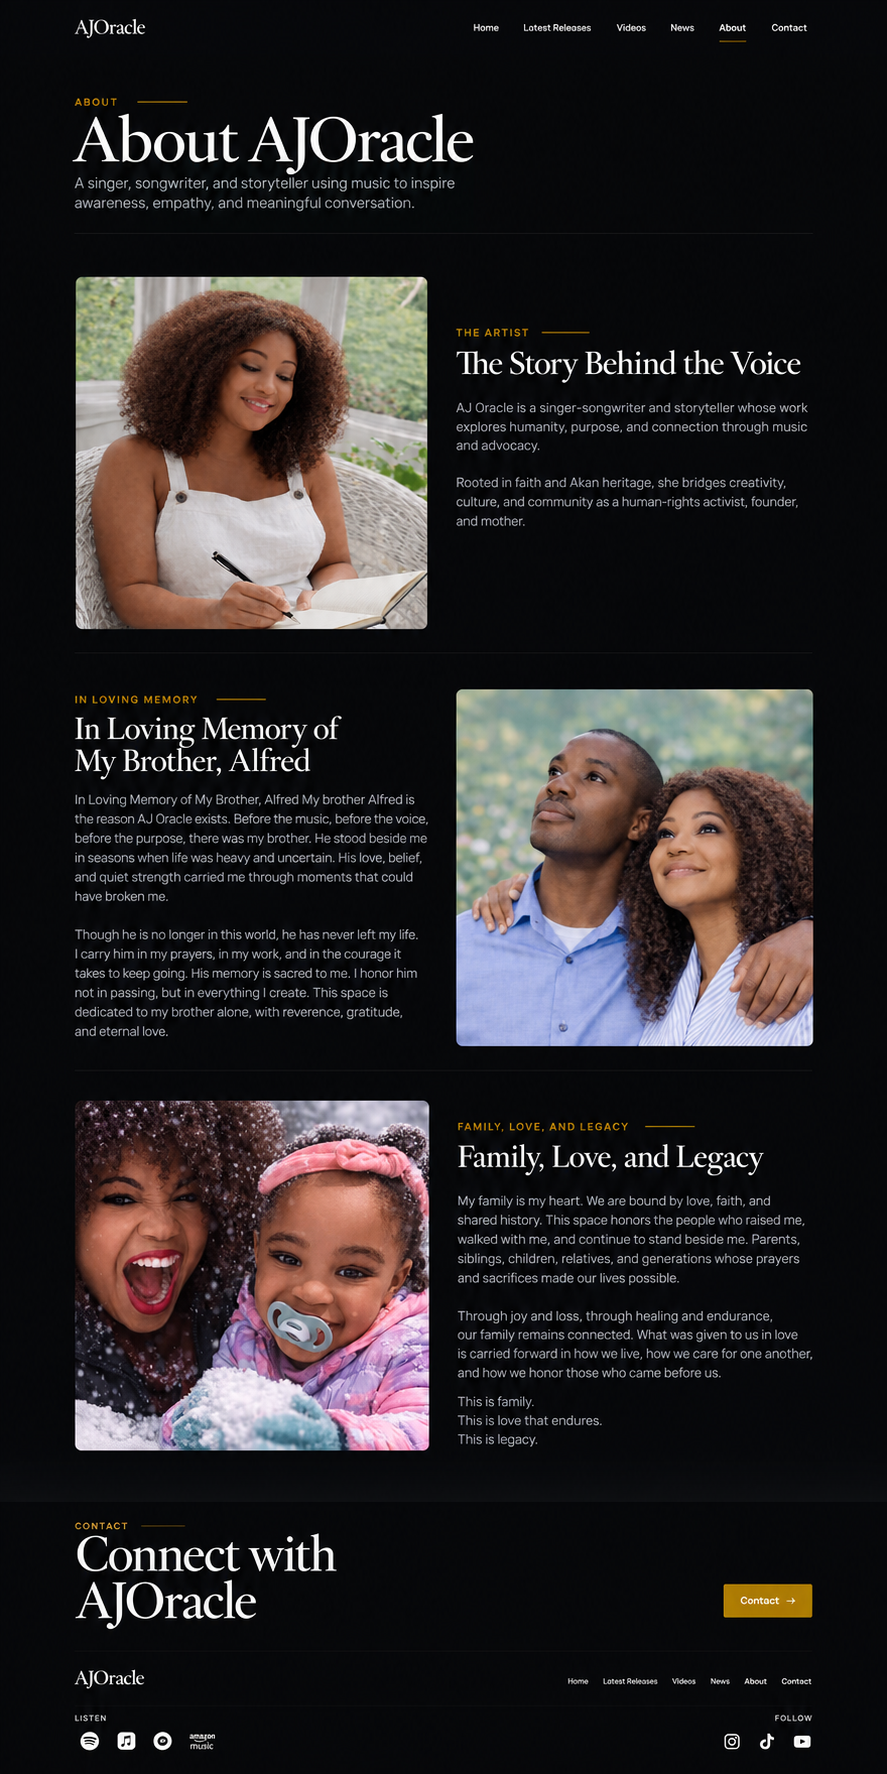 AJOracle
Home Latest Releases Videos News About Contact
ABOUT
About AJOracle
A singer, songwriter, and storyteller using music to inspire
awareness, empathy, and meaningful conversation.
THE ARTIST
The Story Behind the Voice
AJ Oracle is a singer-songwriter and storyteller whose work
explores humanity, purpose, and connection through music
and advocacy.
Rooted in faith and Akan heritage, she bridges creativity,
culture, and community as a human-rights activist, founder,
and mother.
IN LOVING MEMORY
In Loving Memory of
My Brother, Alfred
In Loving Memory of My Brother, Alfred My brother Alfred is
the reason AJ Oracle exists. Before the music, before the voice,
before the purpose, there was my brother. He stood beside me
in seasons when life was heavy and uncertain. His love, belief,
and quiet strength carried me through moments that could
have broken me.
Though he is no longer in this world, he has never left my life.
I carry him in my prayers, in my work, and in the courage it
takes to keep going. His memory is sacred to me. I honor him
not in passing, but in everything I create. This space is
dedicated to my brother alone, with reverence, gratitude,
and eternal love.
FAMILY, LOVE, AND LEGACY
Family, Love, and Legacy
My family is my heart. We are bound by love, faith, and
shared history. This space honors the people who raised me,
walked with me, and continue to stand beside me. Parents,
siblings, children, relatives, and generations whose prayers
and sacrifices made our lives possible.
Through joy and loss, through healing and endurance,
our family remains connected. What was given to us in love
is carried forward in how we live, how we care for one another,
and how we honor those who came before us.
This is family.
This is love that endures.
This is legacy.
CONTACT
Connect with
AJOracle
Contact →
AJOracle
Home Latest Releases Videos News About Contact
LISTEN
FOLLOW
amazon
music